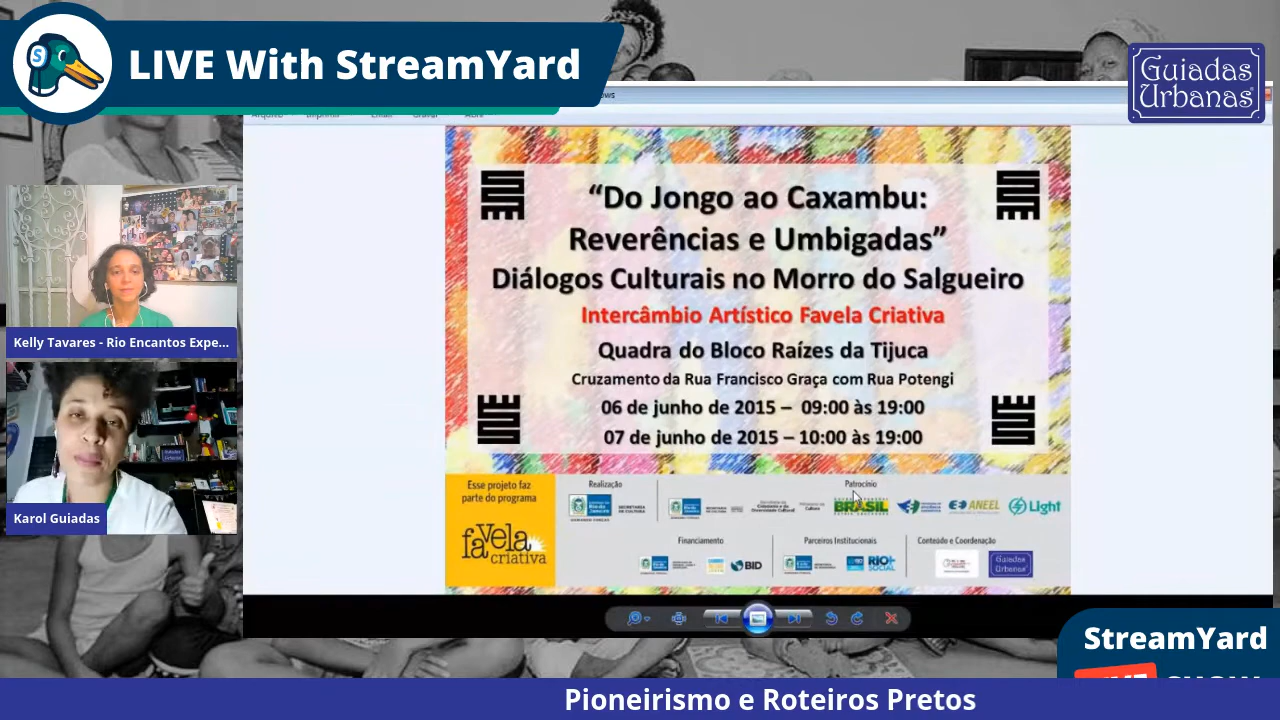 LIVE With StreamYard
Guiadas
Urbanas
“Do Jongo ao Caxambu:
Reverências e Umbigadas”
Diálogos Culturais no Morro do Salgueiro
Intercâmbio Artístico Favela Criativa
Quadra do Bloco Raízes da Tijuca
Cruzamento da Rua Francisco Graça com Rua Potengi
06 de junho de 2015 – 09:00 às 19:00
07 de junho de 2015 – 10:00 às 19:00
Kelly Tavares - Rio Encantos Expe...
Karol Guiadas
Esse projeto faz
parte do programa
favela
criativa
Realização
Patrocínio
BRASIL
ANEEL
Light
Financiamento
BID
Parceiros Institucionais
RIO+
SOCIAL
Conteúdo e Coordenação
Guiadas
Urbanas
StreamYard
Pioneirismo e Roteiros Pretos